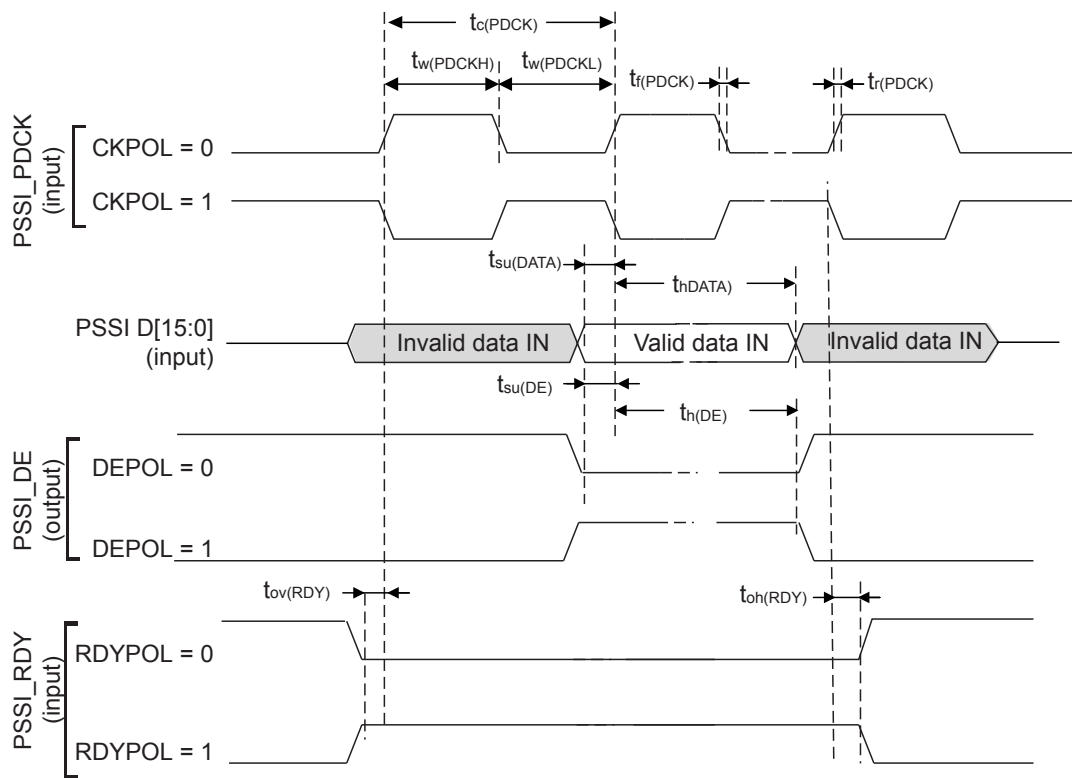 tc(PDCK)
tw(PDCKH)
tw(PDCKL)
tf(PDCK)
tr(PDCK)
PSSI_PDCK
(input)
CKPOL = 0
CKPOL = 1
tsu(DATA)
thDATA)
PSSI D[15:0]
(input)
Invalid data IN
Valid data IN
Invalid data IN
tsu(DE)
th(DE)
PSSI_DE
(output)
DEPOL = 0
DEPOL = 1
tov(RDY)
toh(RDY)
PSSI_RDY
(input)
RDYPOL = 0
RDYPOL = 1